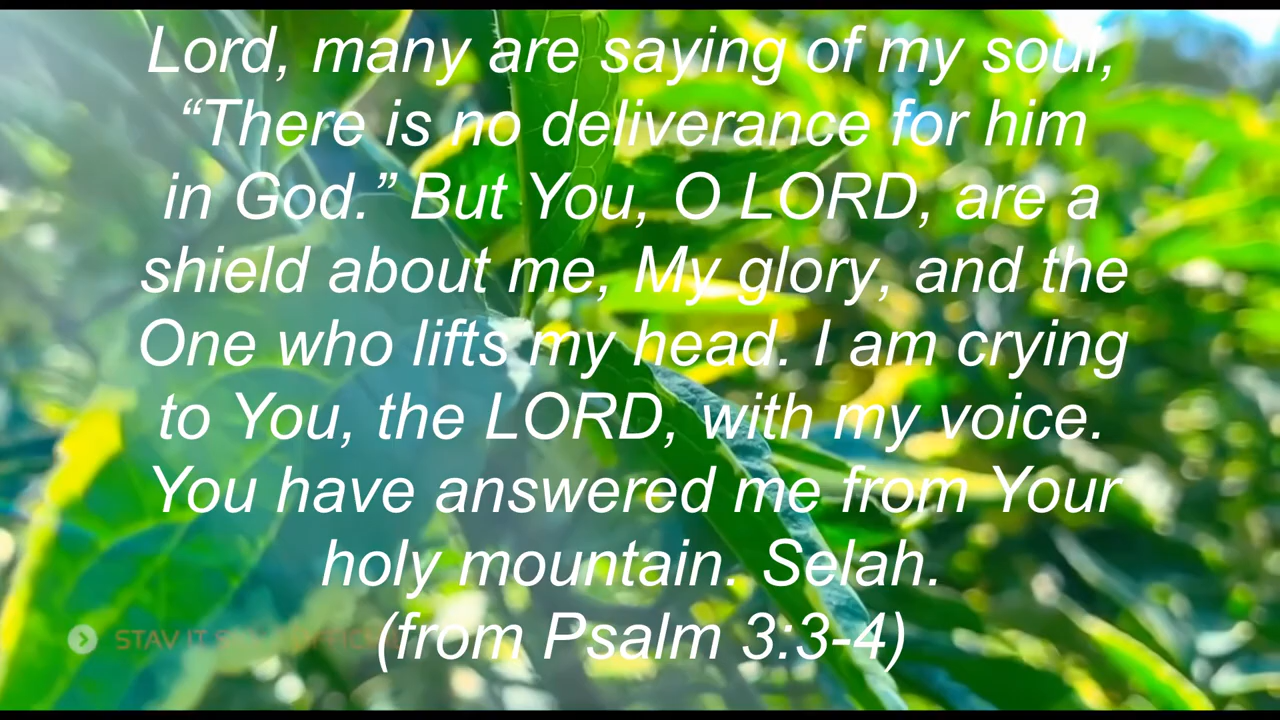 Lord, many are saying of my soul,
“There is no deliverance for him
in God.” But You, O LORD, are a
shield about me, My glory, and the
One who lifts my head. I am crying
to You, the LORD, with my voice.
You have answered me from Your
holy mountain. Selah.
(from Psalm 3:3-4)
STAV IT